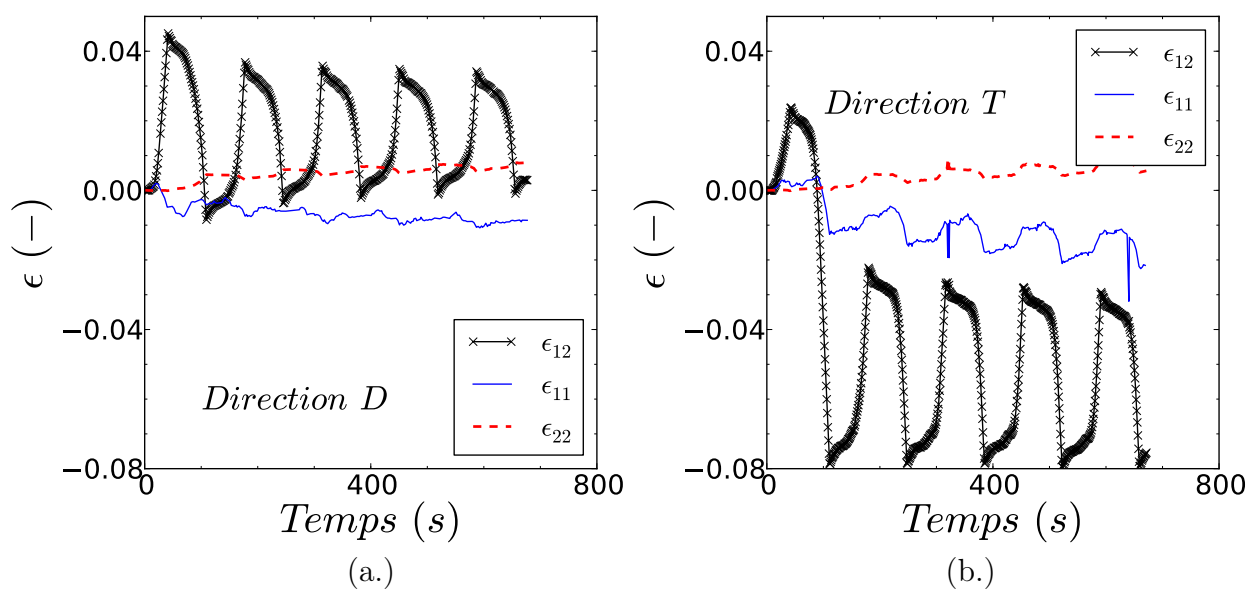 0.04
0.00
−0.04
−0.08
ϵ (−)
0
400
800
Temps (s)
Direction D
ϵ12
ϵ11
ϵ22
(a.)
0.04
0.00
−0.04
−0.08
ϵ (−)
0
400
800
Temps (s)
Direction T
ϵ12
ϵ11
ϵ22
(b.)